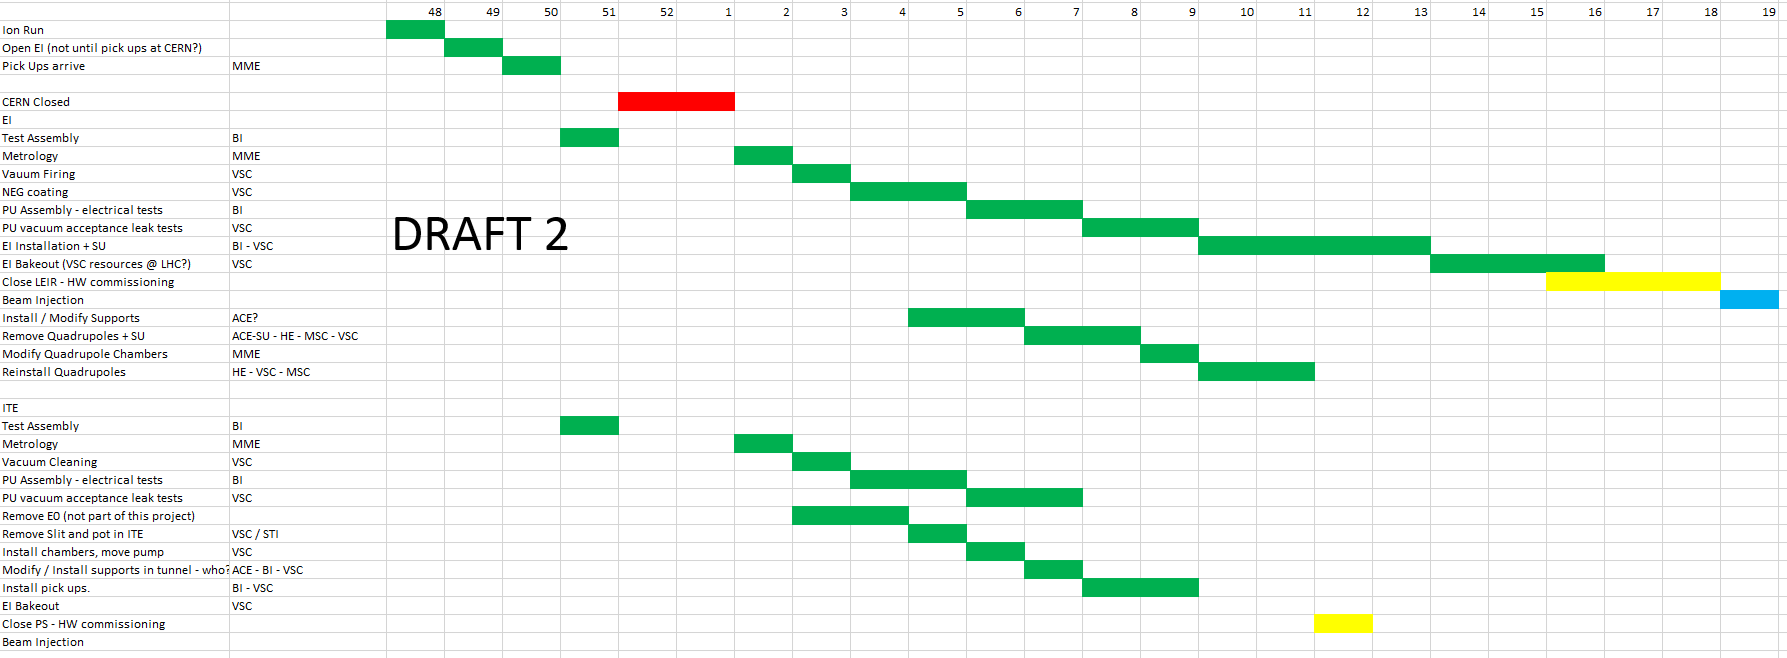 48 49 50 51 52 1 2 3 4 5 6 7 8 9 10 11 12 13 14 15 16 17 18 19
Ion Run
Open EI (not until pick ups at CERN?)
Pick Ups arrive MME
CERN Closed
EI
Test Assembly BI
Metrology MME
Vauum Firing VSC
NEG coating VSC
PU Assembly - electrical tests BI
PU vacuum acceptance leak tests VSC
DRAFT 2
EI Installation + SU BI - VSC
EI Bakeout (VSC resources @ LHC?) VSC
Close LEIR - HW commissioning
Beam Injection
Install / Modify Supports ACE?
Remove Quadrupoles + SU ACE-SU - HE - MSC - VSC
Modify Quadrupole Chambers MME
Reinstall Quadrupoles HE - VSC - MSC
ITE
Test Assembly BI
Metrology MME
Vacuum Cleaning VSC
PU Assembly - electrical tests BI
PU vacuum acceptance leak tests VSC
Remove E0 (not part of this project)
Remove Slit and pot in ITE VSC / STI
Install chambers, move pump VSC
Modify / Install supports in tunnel - who? ACE - BI - VSC
Install pick ups. BI - VSC
EI Bakeout VSC
Close PS - HW commissioning
Beam Injection